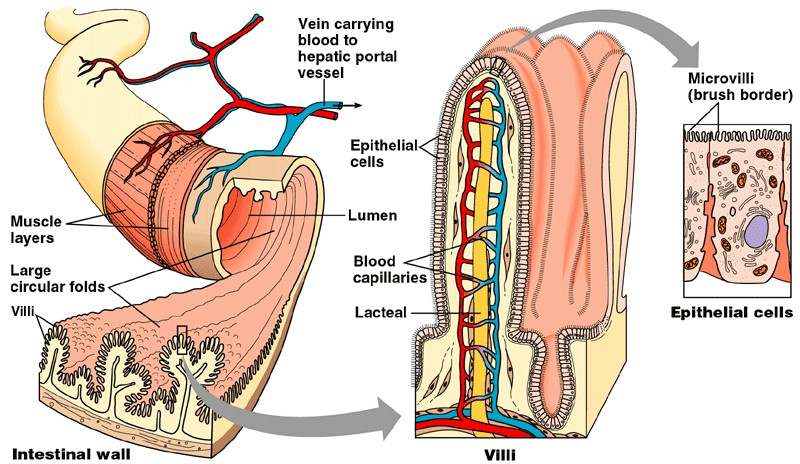 Vein carrying
blood to
hepatic portal
vessel
Muscle
layers
Large
circular folds
Villi
Lumen
Intestinal wall
Epithelial
cells
Blood
capillaries
Lacteal
Villi
Microvilli
(brush border)
Epithelial cells